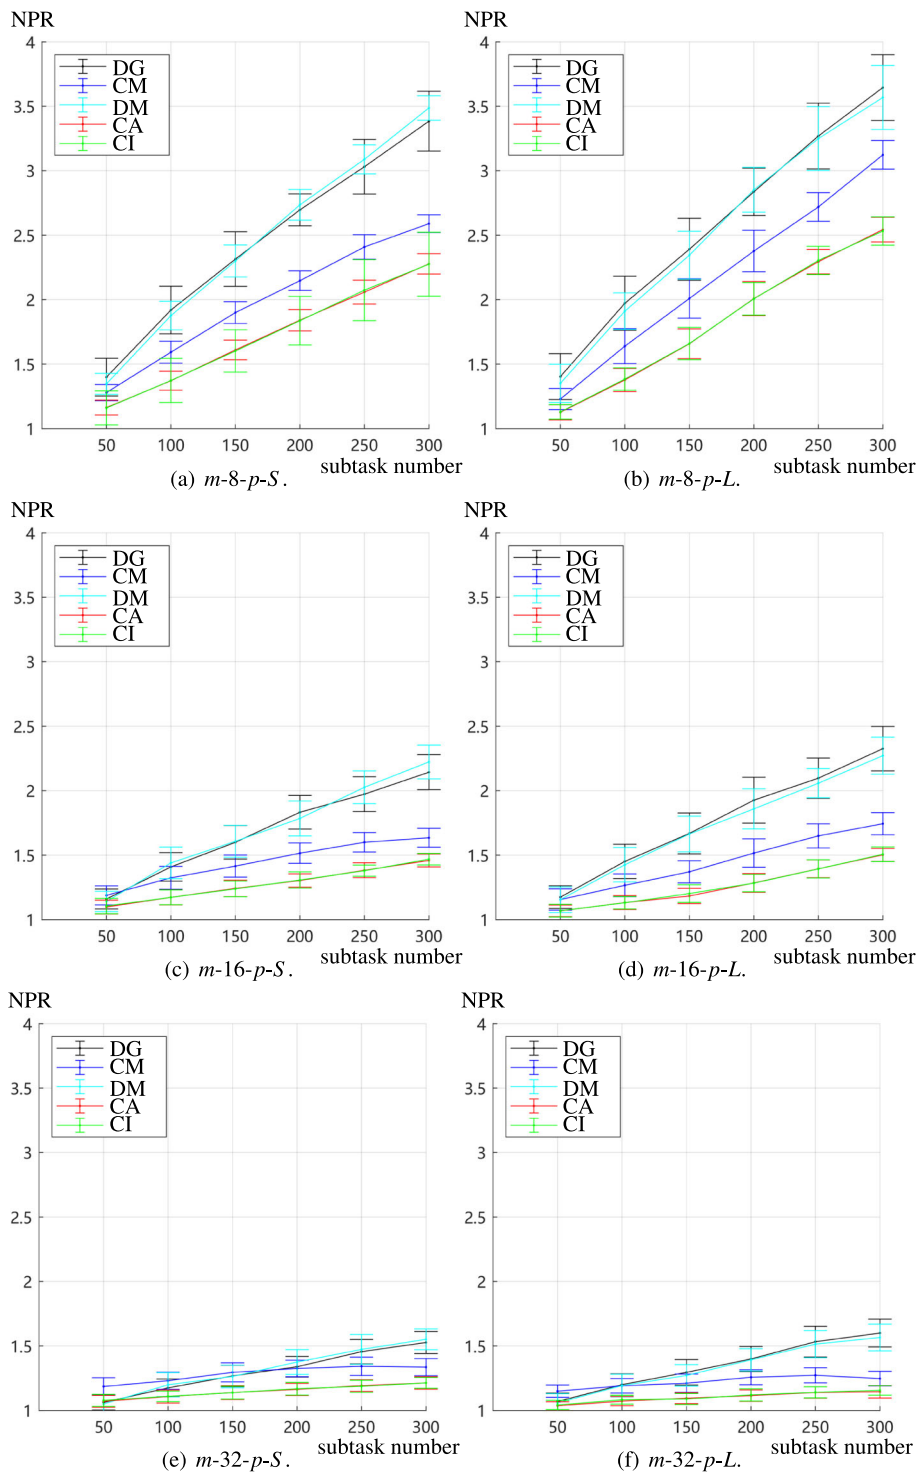 NPR
4
3.5
3
2.5
2
1.5
1
DG
CM
DM
CA
CI
50 100 150 200 250 300
subtask number
(a) m-8-p-S.
NPR
4
3.5
3
2.5
2
1.5
1
DG
CM
DM
CA
CI
50 100 150 200 250 300
subtask number
(b) m-8-p-L.
NPR
4
3.5
3
2.5
2
1.5
1
DG
CM
DM
CA
CI
50 100 150 200 250 300
subtask number
(c) m-16-p-S.
NPR
4
3.5
3
2.5
2
1.5
1
DG
CM
DM
CA
CI
50 100 150 200 250 300
subtask number
(d) m-16-p-L.
NPR
4
3.5
3
2.5
2
1.5
1
DG
CM
DM
CA
CI
50 100 150 200 250 300
subtask number
(e) m-32-p-S.
NPR
4
3.5
3
2.5
2
1.5
1
DG
CM
DM
CA
CI
50 100 150 200 250 300
subtask number
(f) m-32-p-L.